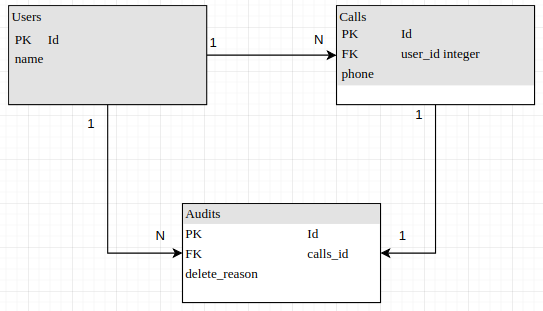 Users
PK Id
name
Calls
PK Id
FK user_id integer
phone
1
N
1
1
N
1
Audits
PK Id
FK calls_id
delete_reason